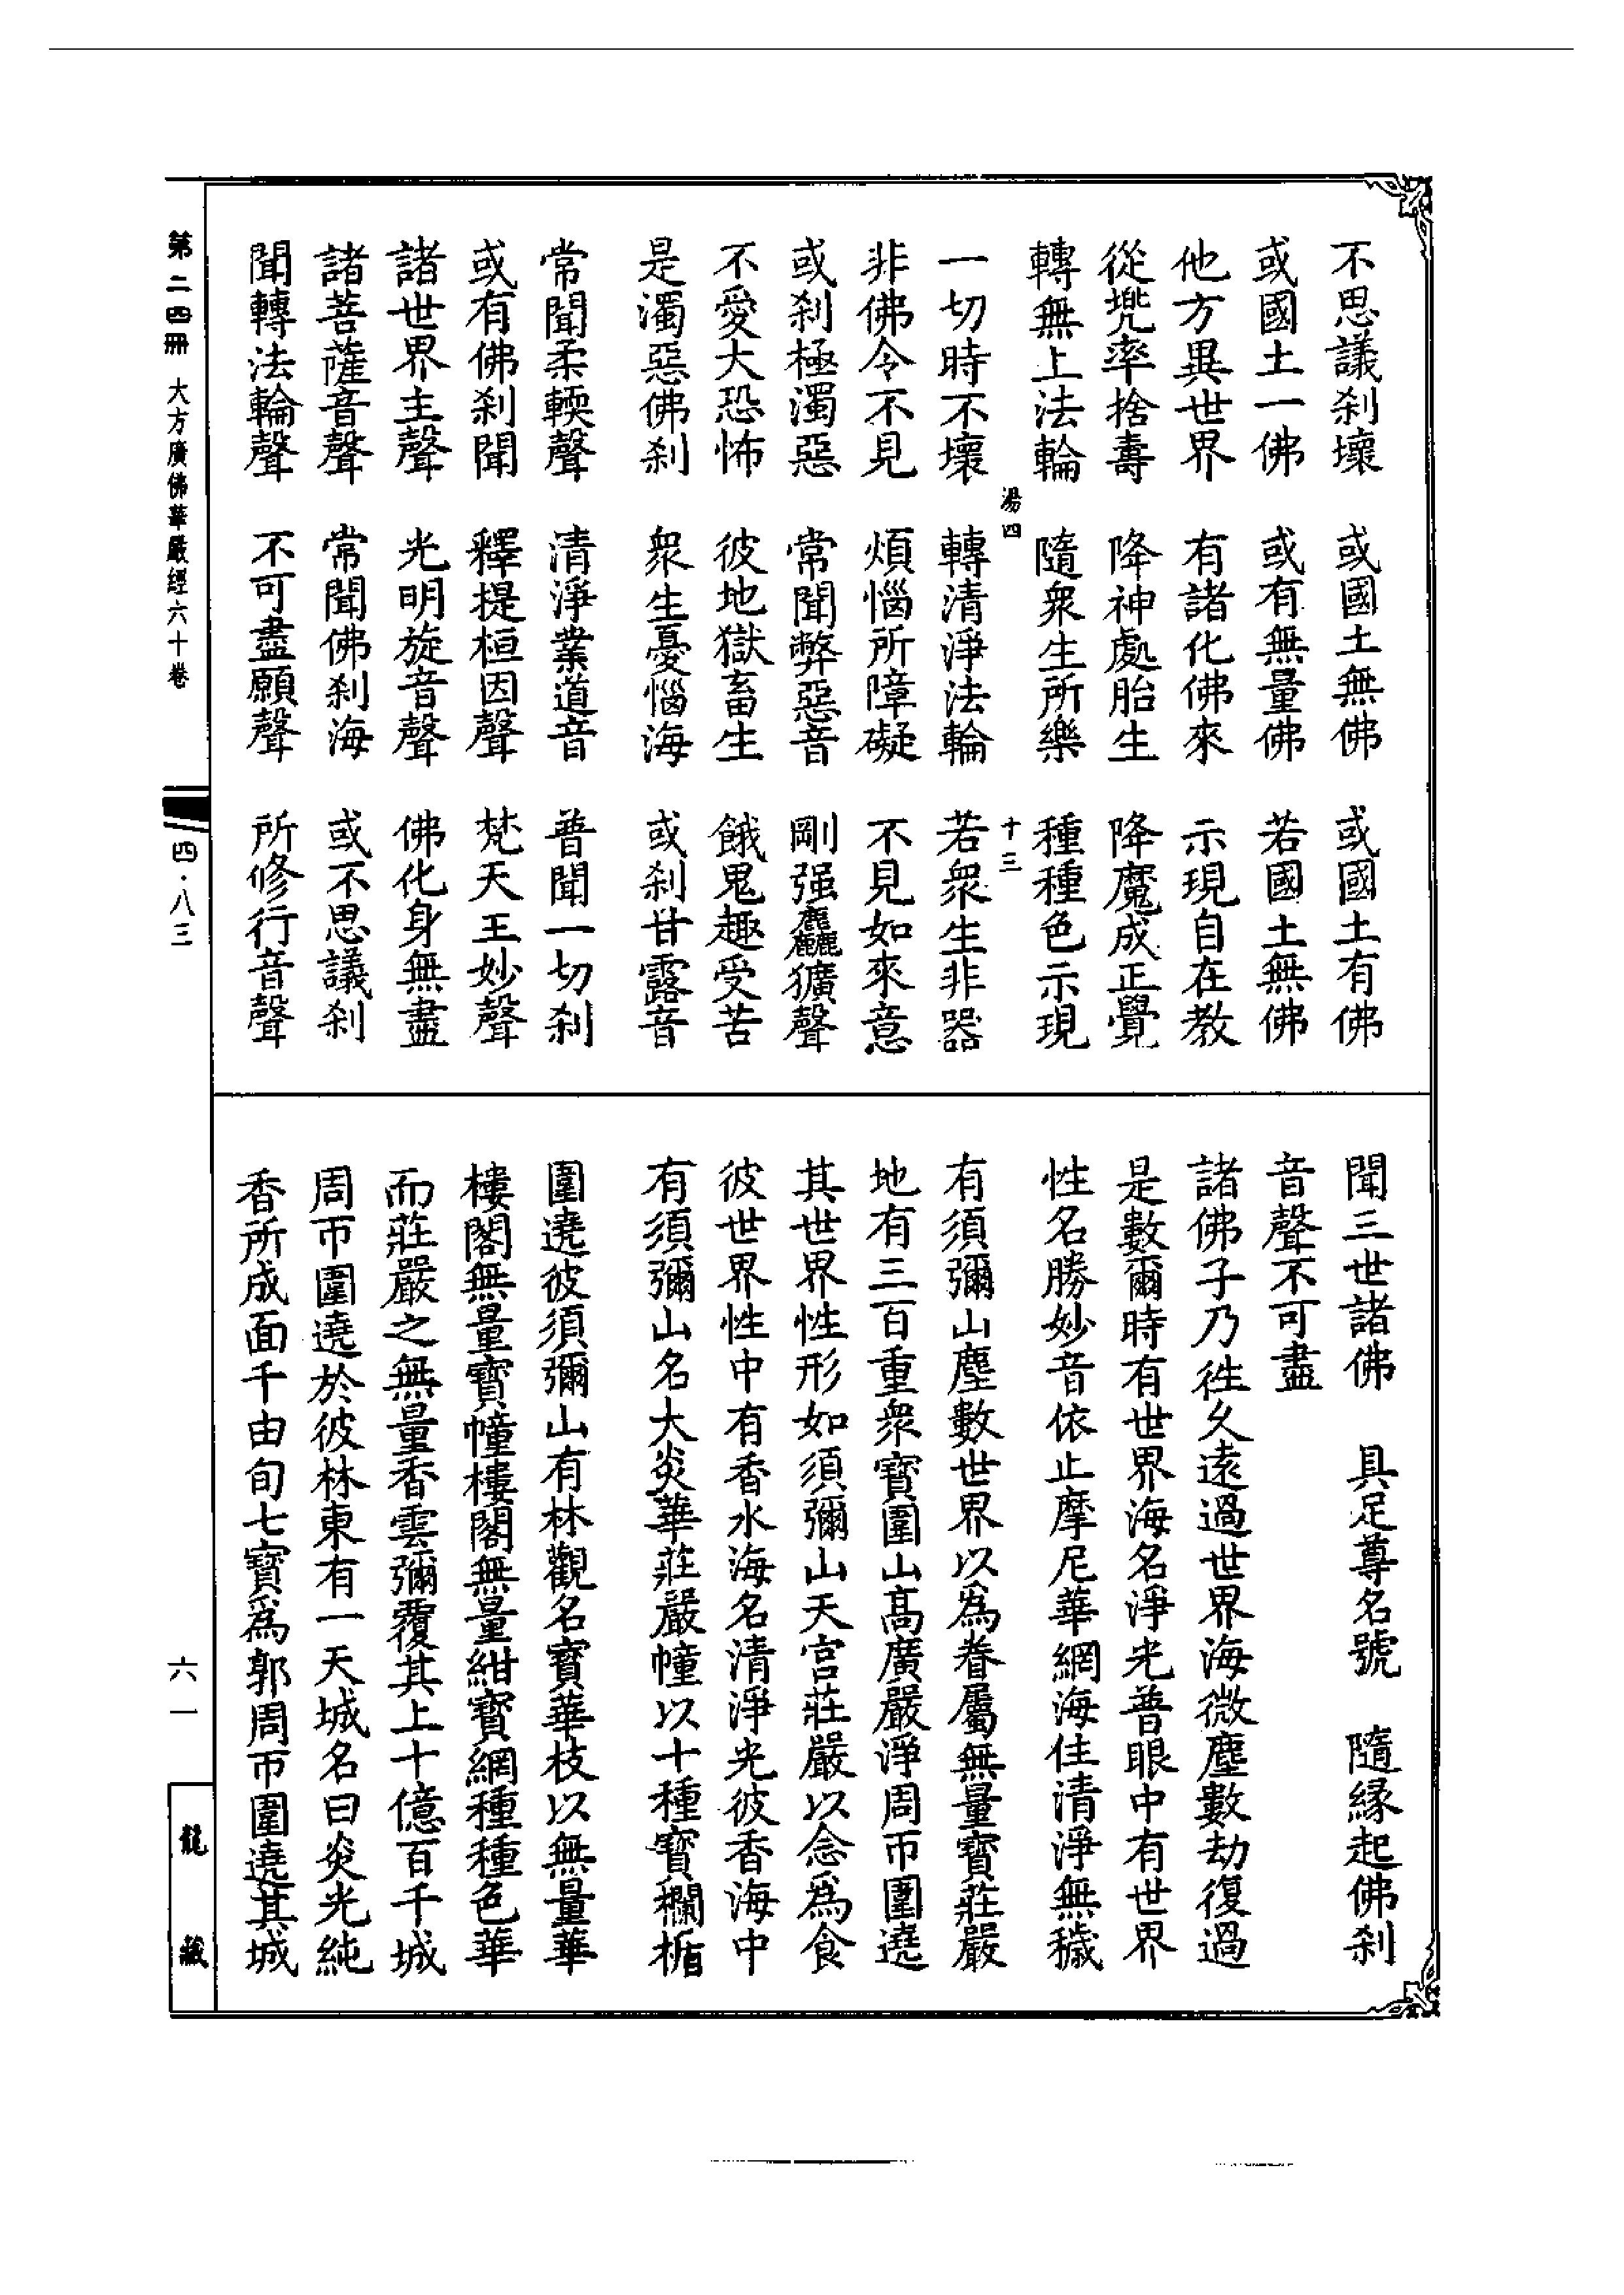 不思議刹壞　或國土無佛　或國土有佛
或國土一佛　或有無量佛　若國土無佛
他方異世界　有諸化佛來　示現自在教
從兠率捨壽　降神處胎生　降魔成正覺
轉無上法輪　隨衆生所樂　種種色示現
湯四　十三
一切時不壞　轉清淨法輪　若衆生非器
非佛令不見　煩惱所障礙　不見如來意
或刹極濁惡　常聞弊惡音　剛强麤獷聲
不愛大恐怖　彼地獄畜生　餓鬼趣受苦
是濁惡佛刹　衆生憂惱海　或刹甘露音
常聞柔輭聲　清淨業道音　普聞一切刹
或有佛刹聞　釋提桓因聲　梵天王妙聲
諸世界主聲　光明旋音聲　佛化身無盡
諸菩薩音聲　常聞佛刹海　或不思議刹
聞轉法輪聲　不可盡願聲　所修行音聲
聞三世諸佛　具足尊名號　隨緣起佛刹
音聲不可盡
諸佛子乃徃久遠過世界海微塵數劫復過
是數爾時有世界海名淨光普眼中有世界
性名勝妙音依止摩尼華網海住清淨無穢
有須彌山塵數世界以爲眷屬無量寶莊嚴
地有三百重衆寶圍山高廣嚴淨周帀圍遶
其世界性形如須彌山天宫莊嚴以念爲食
彼世界性中有香水海名清淨光彼香海中
有須彌山名大炎華莊嚴幢以十種寶欄楯
圍遶彼須彌山有林觀名寳華枝以無量華
樓閣無量寶幢樓閣無量紺寶網種種色華
而莊嚴之無量香雲彌覆其上十億百千城
周帀圍遶於彼林東有一天城名曰炎光純
香所成面千由旬七寶爲郭周帀圍遶其城
第二四冊　大方廣佛華嚴經六十卷　四·八三　六一　龍藏